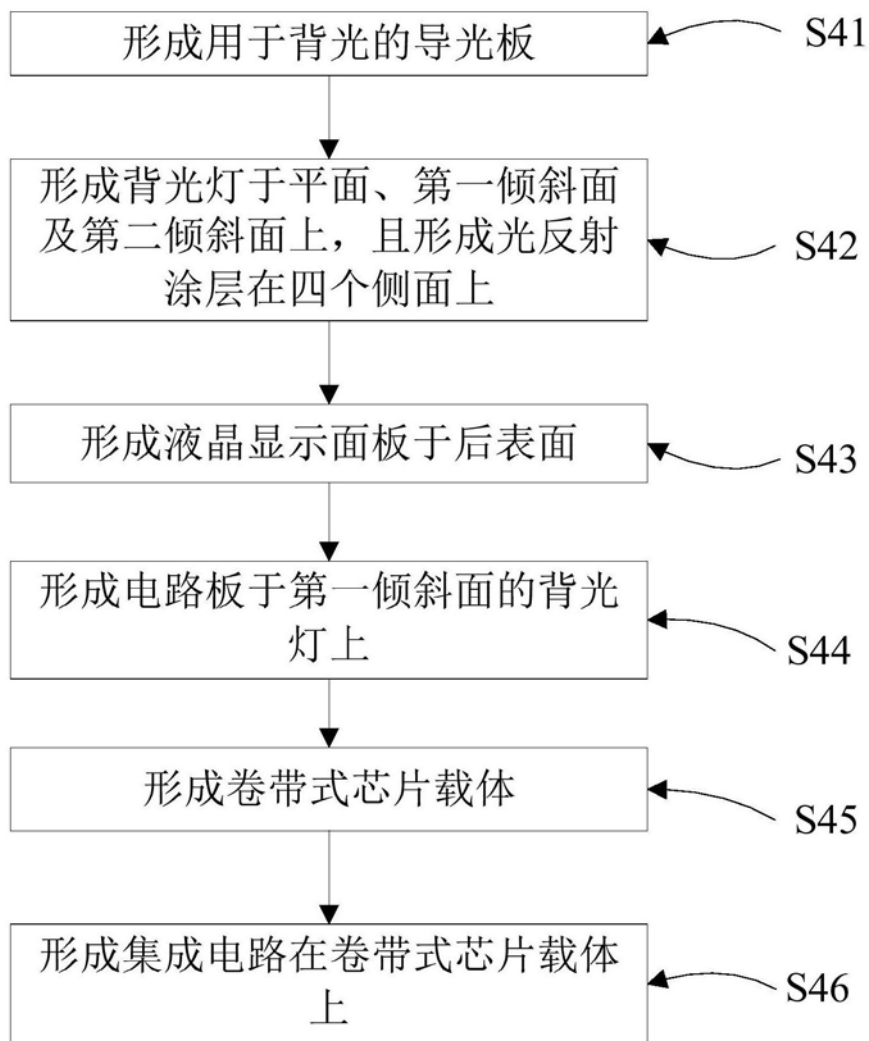 形成用于背光的导光板
S41
形成背光灯于平面、第一倾斜面
及第二倾斜面上，且形成光反射
涂层在四个侧面上
S42
形成液晶显示面板于后表面
S43
形成电路板于第一倾斜面的背光
灯上
S44
形成卷带式芯片载体
S45
形成集成电路在卷带式芯片载体
上
S46